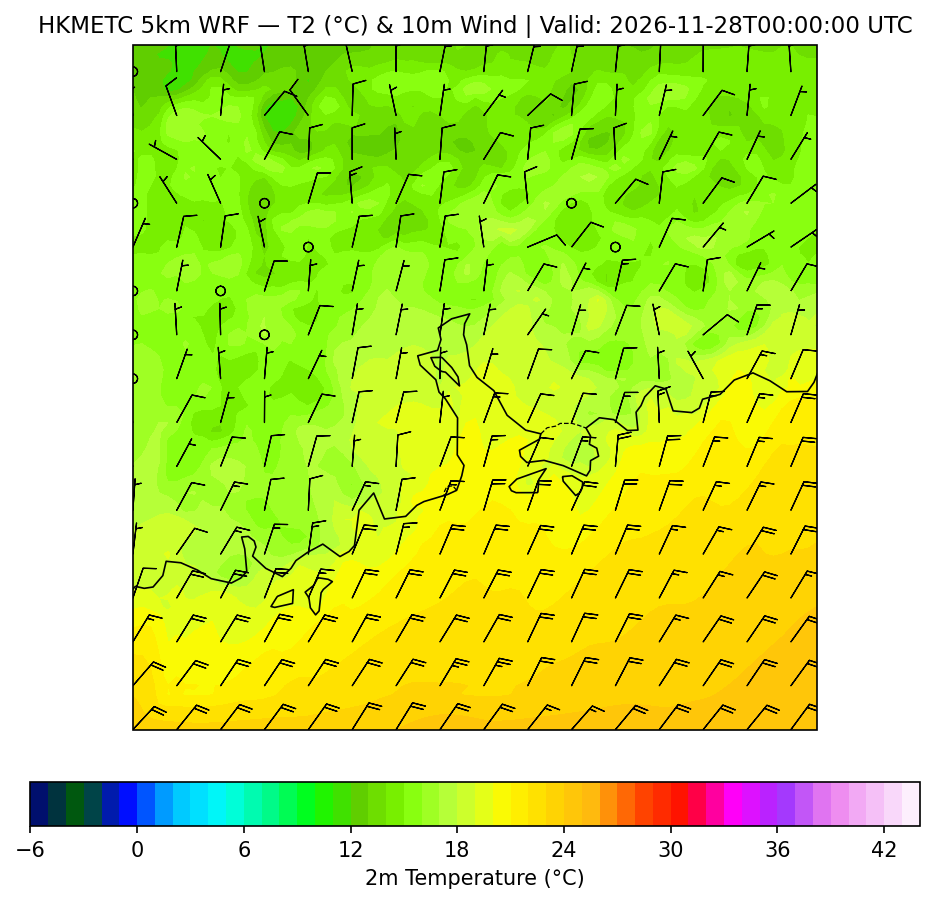 HKMETC 5km WRF — T2 (°C) & 10m Wind | Valid: 2026-11-28T00:00:00 UTC
−6 0 6 12 18 24 30 36 42
2m Temperature (°C)